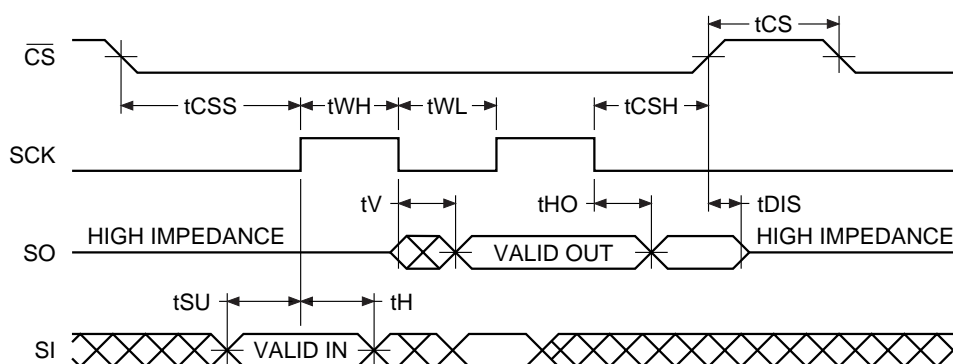 tCS
C̅S̅
tCSS tWH tWL tCSH
SCK
tV tHO tDIS
HIGH IMPEDANCE HIGH IMPEDANCE
SO VALID OUT
tSU tH
SI VALID IN